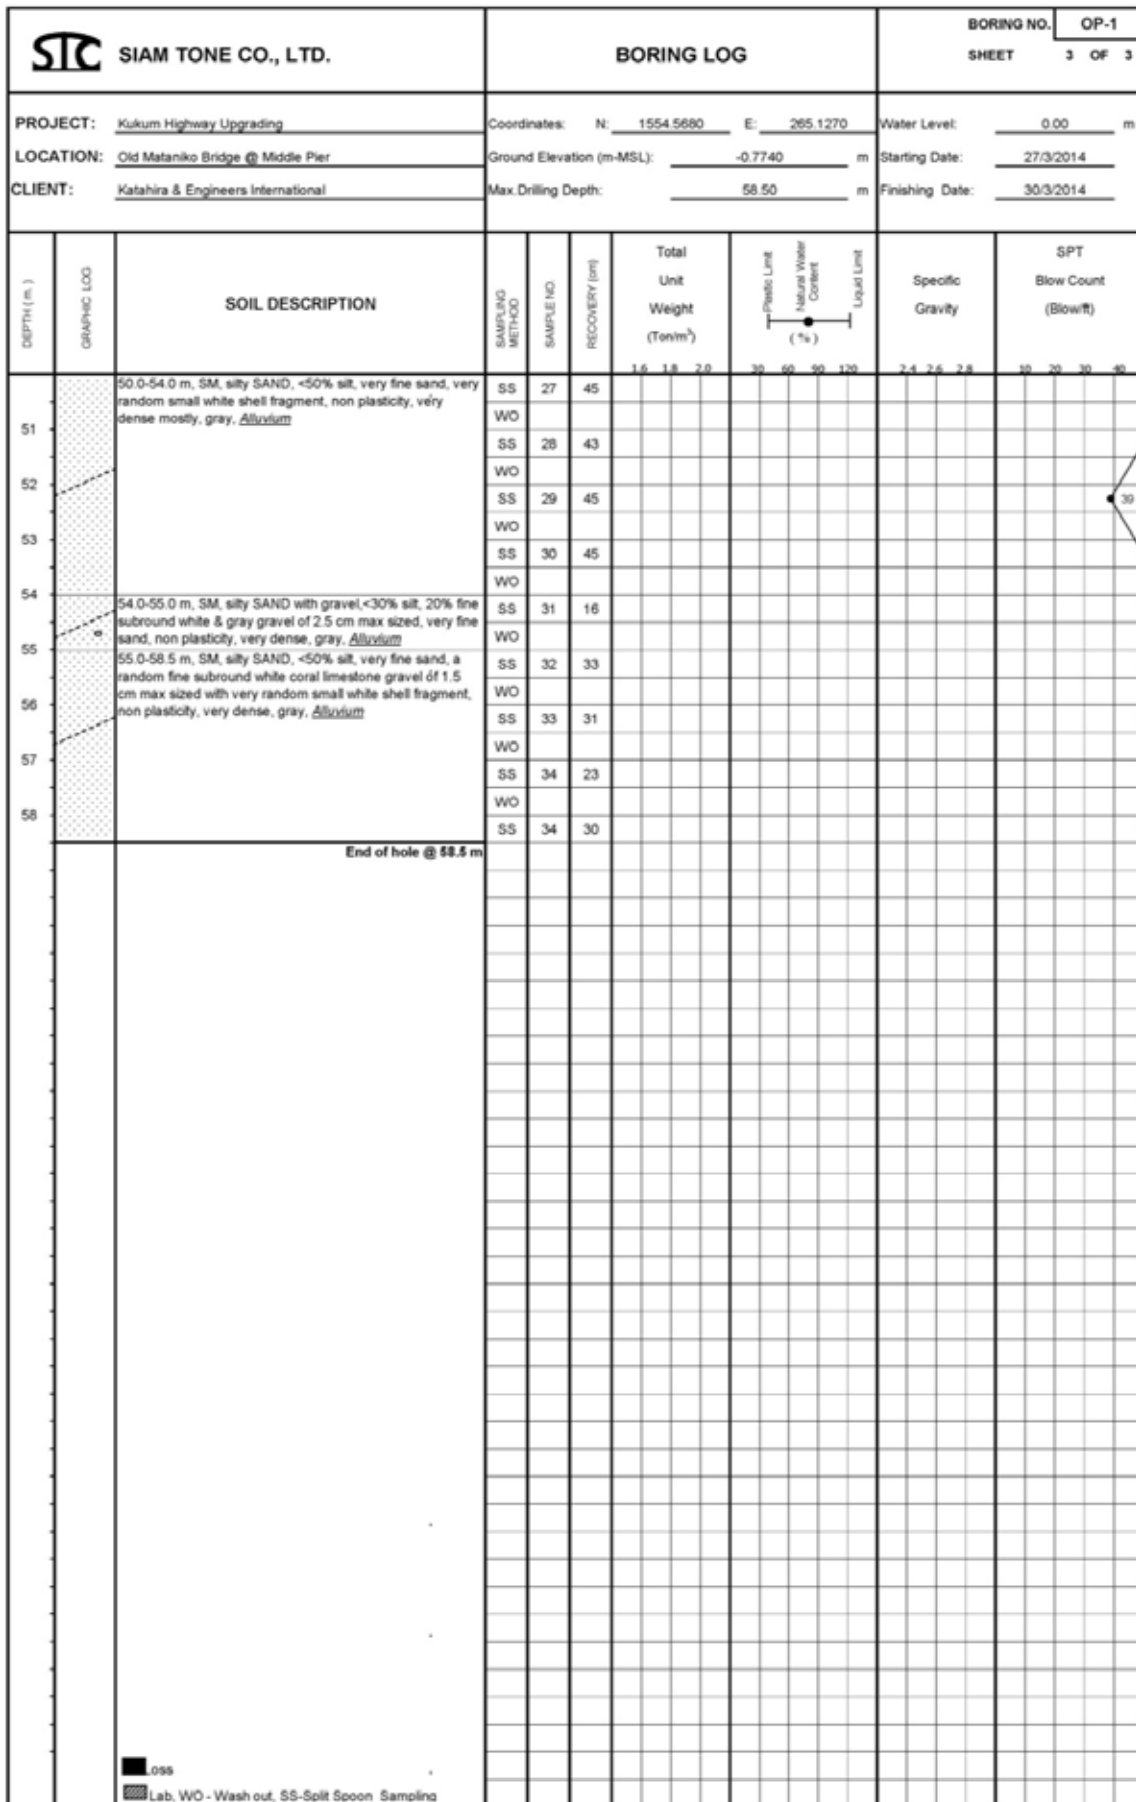 STC SIAM TONE CO., LTD.
BORING LOG
BORING NO. OP-1
SHEET 3 OF 3
PROJECT: Kukum Highway Upgrading
LOCATION: Old Mataniko Bridge @ Middle Pier
CLIENT: Katahira & Engineers International
Coordinates: N: 1554.5680 E: 265.1270
Ground Elevation (m-MSL): -0.7740 m
Max.Drilling Depth: 58.50 m
Water Level: 0.00 m
Starting Date: 27/3/2014
Finishing Date: 30/3/2014
DEPTH ( m. )
GRAPHIC LOG
SOIL DESCRIPTION
SAMPLING METHOD
SAMPLE NO.
RECOVERY (cm)
Total
Unit
Weight
(Ton/m³)
1.6 1.8 2.0
Plastic Limit
Natural Water Content
Liquid Limit
( % )
30 60 90 120
Specific
Gravity
2.4 2.6 2.8
SPT
Blow Count
(Blow/ft)
10 20 30 40
50.0-54.0 m, SM, silty SAND, <50% silt, very fine sand, very
random small white shell fragment, non plasticity, very
dense mostly, gray, Alluvium
SS 27 45
WO
51
SS 28 43
WO
52
SS 29 45
39
WO
53
SS 30 45
WO
54
54.0-55.0 m, SM, silty SAND with gravel,<30% silt, 20% fine
subround white & gray gravel of 2.5 cm max sized, very fine
sand, non plasticity, very dense, gray, Alluvium
SS 31 16
WO
55
55.0-58.5 m, SM, silty SAND, <50% silt, very fine sand, a
random fine subround white coral limestone gravel of 1.5
cm max sized with very random small white shell fragment,
non plasticity, very dense, gray, Alluvium
SS 32 33
WO
56
SS 33 31
WO
57
SS 34 23
WO
58
SS 34 30
End of hole @ 58.5 m
Loss
Lab, WO - Wash out, SS-Split Spoon Sampling